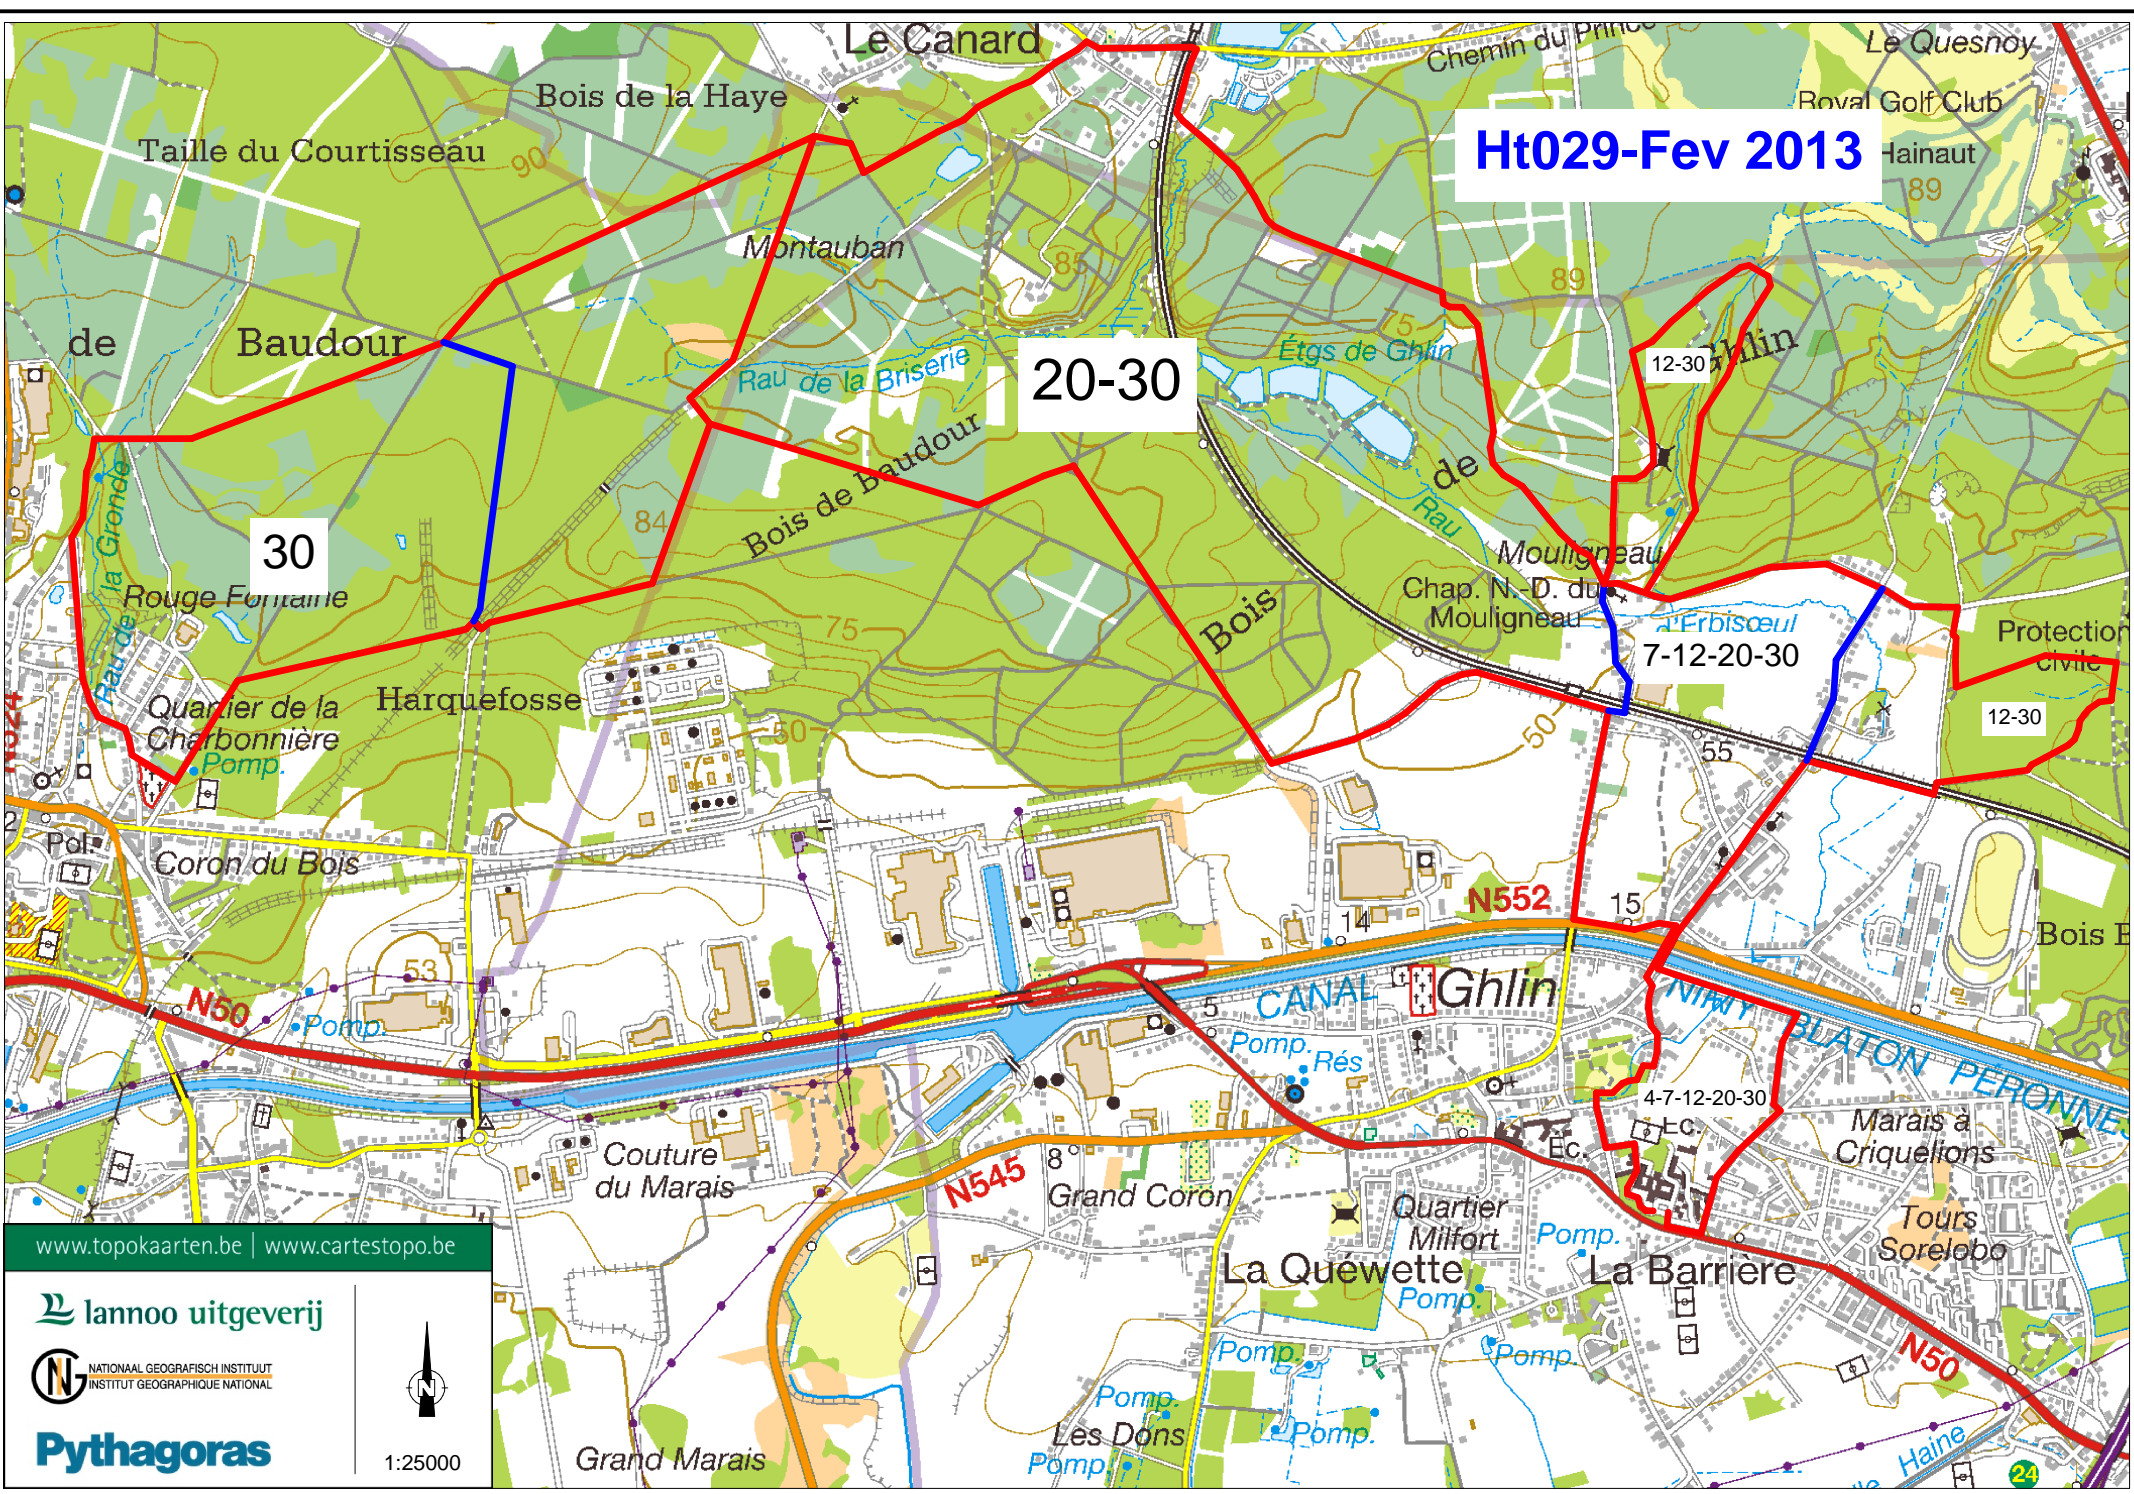 Le Canard
Chemin du Prince
Le Quesnoy
Bois de la Haye
Royal Golf Club
Hainaut
89
Ht029-Fev 2013
Taille du Courtisseau
90
Montauban
85
89
de Baudour
Rau de la Briserie
20-30
Étgs de Ghlin
75
12-30
Ghlin
de
Rau
84
Bois de Baudour
30
Rau de la Gronde
Rouge Fontaine
Mouligneau
Chap. N.-D. du
Mouligneau
d'Erbisœul
7-12-20-30
Protection
civile
12-30
75
Bois
Harquefosse
Quartier de la
Charbonnière
Pomp.
N524
50
50
55
Pol.
Coron du Bois
N552
15
14
Bois B
53
N50
Pomp.
5
CANAL
Ghlin
NIMY BLATON PERONNES
Pomp.
Rés
4-7-12-20-30
Éc.
Éc.
Marais à
Criquelions
Couture
du Marais
N545
8
Grand Coron
Quartier
Milfort
Pomp.
Tours
Sorelobo
La Quéwette
Pomp.
La Barrière
Pomp.
Pomp.
N50
Pomp.
Les Dons
Pomp.
Pomp.
Grand Marais
Haine
24
www.topokaarten.be | www.cartestopo.be
lannoo uitgeverij
NATIONAAL GEOGRAFISCH INSTITUUT
INSTITUT GEOGRAPHIQUE NATIONAL
N
Pythagoras
1:25000